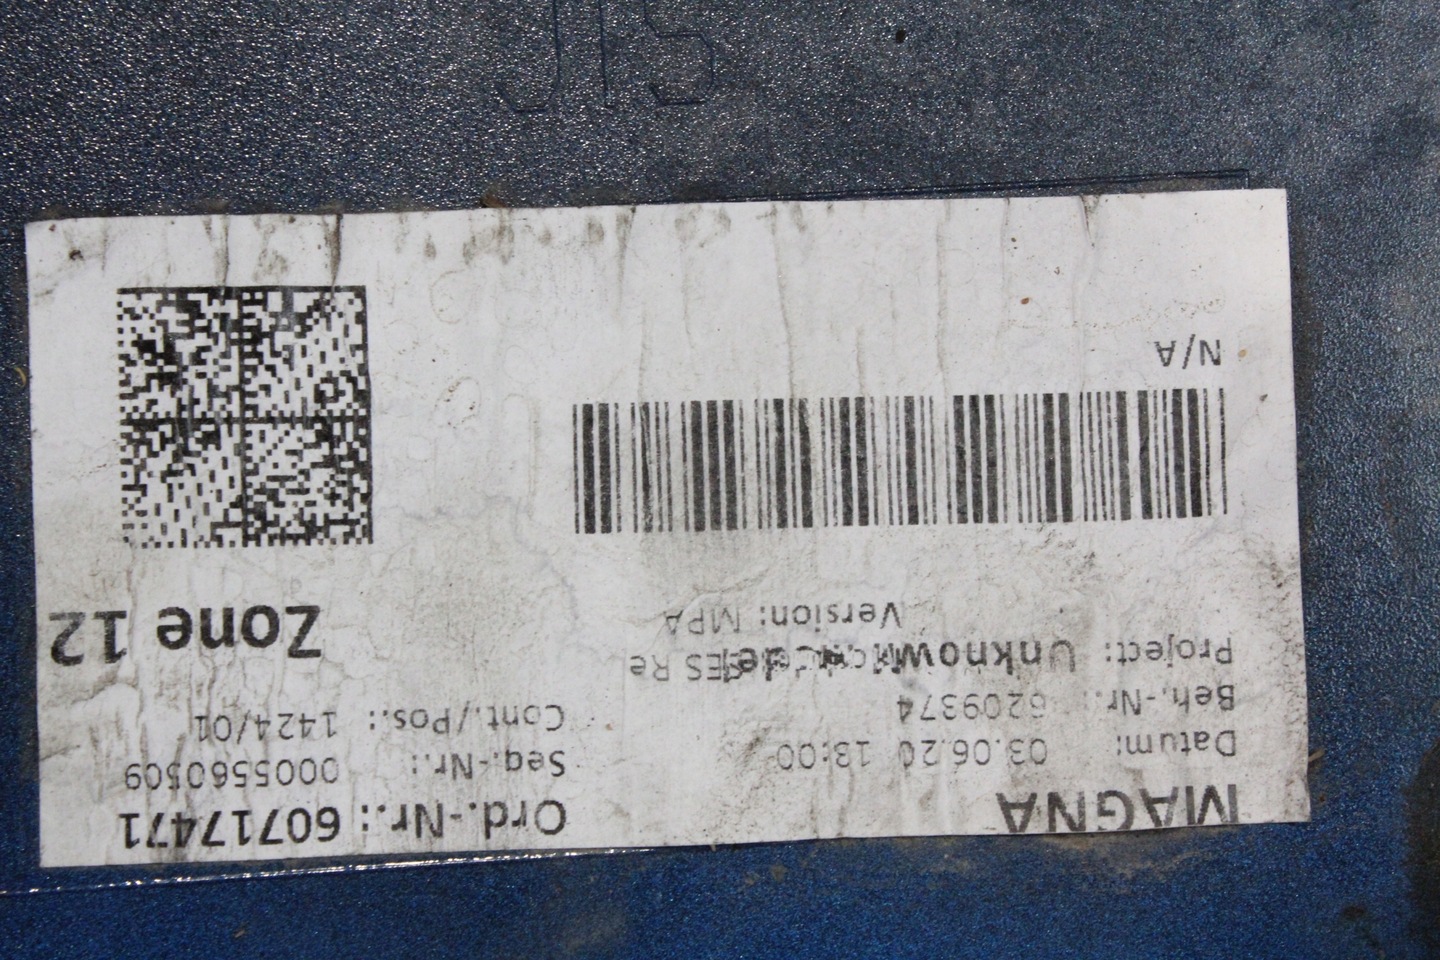 MAGNA
Datum: 03.06.20 13:00
Beh.-Nr.: 6209374
Project: Unknown
Version: MPA
Ord.-Nr.: 60717471
Seq.-Nr.: 0005560509
Cont./Pos.: 1424/01
Zone 12
N/A
JIS